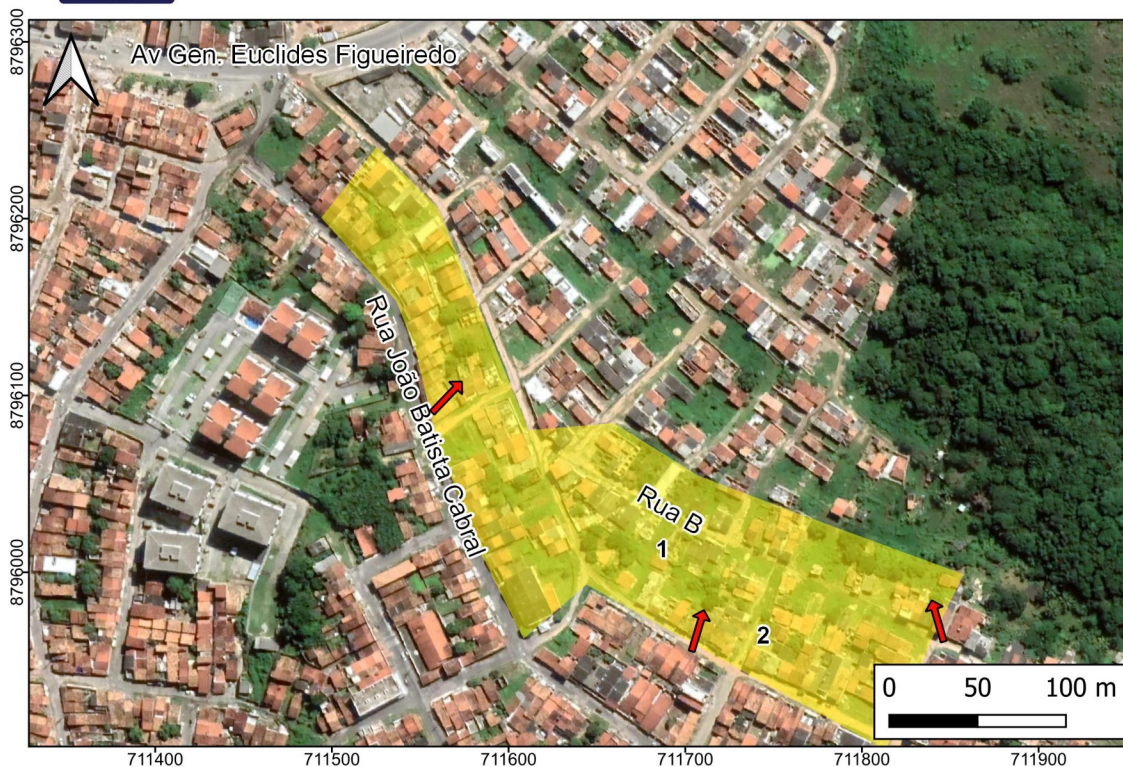 Av Gen. Euclides Figueiredo
Rua João Batista Cabral
Rua B
1
2
0 50 100 m
8796300
8796200
8796100
8796000
711400 711500 711600 711700 711800 711900